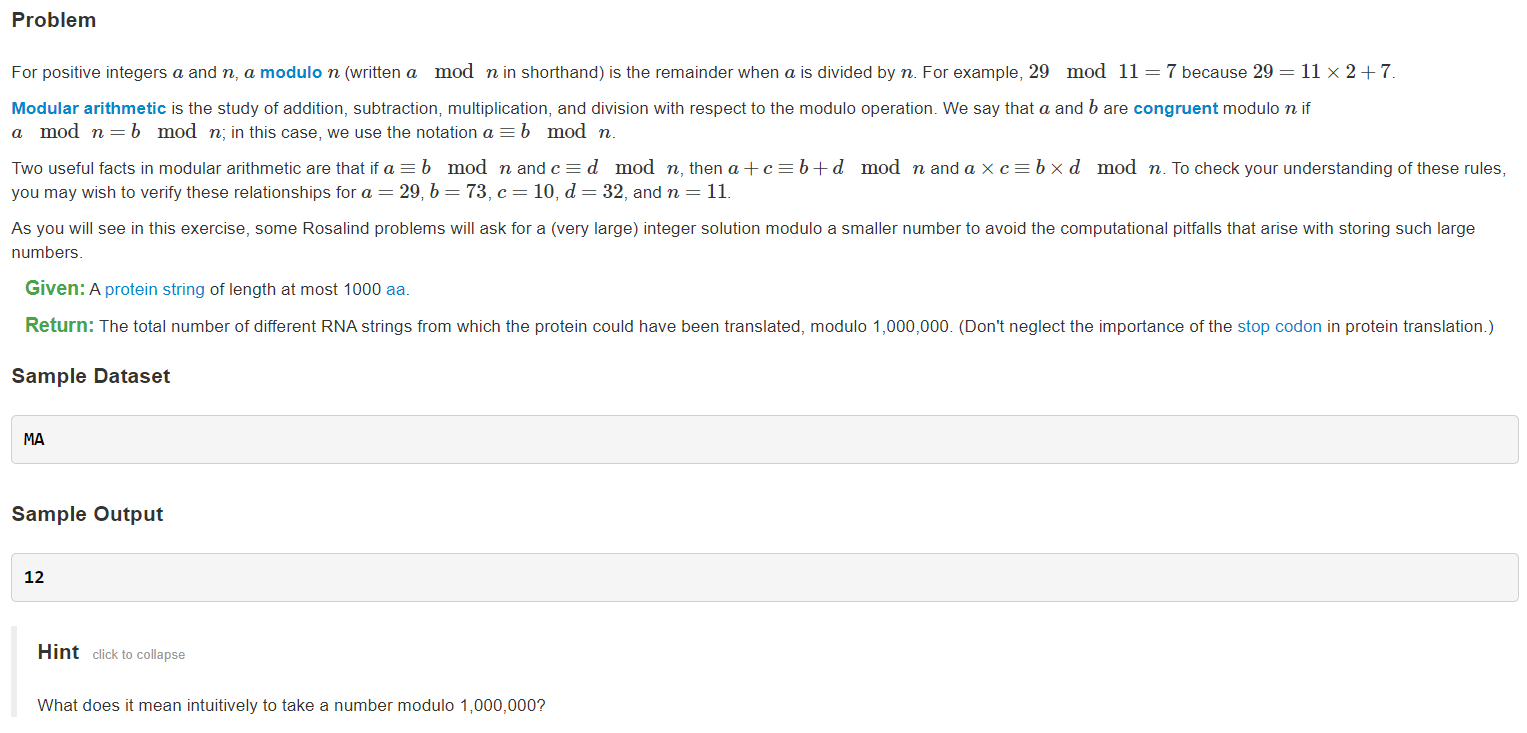 Problem
For positive integers a and n, a modulo n (written a mod n in shorthand) is the remainder when a is divided by n. For example, 29 mod 11 = 7 because 29 = 11 × 2 + 7.
Modular arithmetic is the study of addition, subtraction, multiplication, and division with respect to the modulo operation. We say that a and b are congruent modulo n if
a mod n = b mod n; in this case, we use the notation a ≡ b mod n.
Two useful facts in modular arithmetic are that if a ≡ b mod n and c ≡ d mod n, then a + c ≡ b + d mod n and a × c ≡ b × d mod n. To check your understanding of these rules,
you may wish to verify these relationships for a = 29, b = 73, c = 10, d = 32, and n = 11.
As you will see in this exercise, some Rosalind problems will ask for a (very large) integer solution modulo a smaller number to avoid the computational pitfalls that arise with storing such large
numbers.
Given: A protein string of length at most 1000 aa.
Return: The total number of different RNA strings from which the protein could have been translated, modulo 1,000,000. (Don't neglect the importance of the stop codon in protein translation.)
Sample Dataset
MA
Sample Output
12
Hint click to collapse
What does it mean intuitively to take a number modulo 1,000,000?